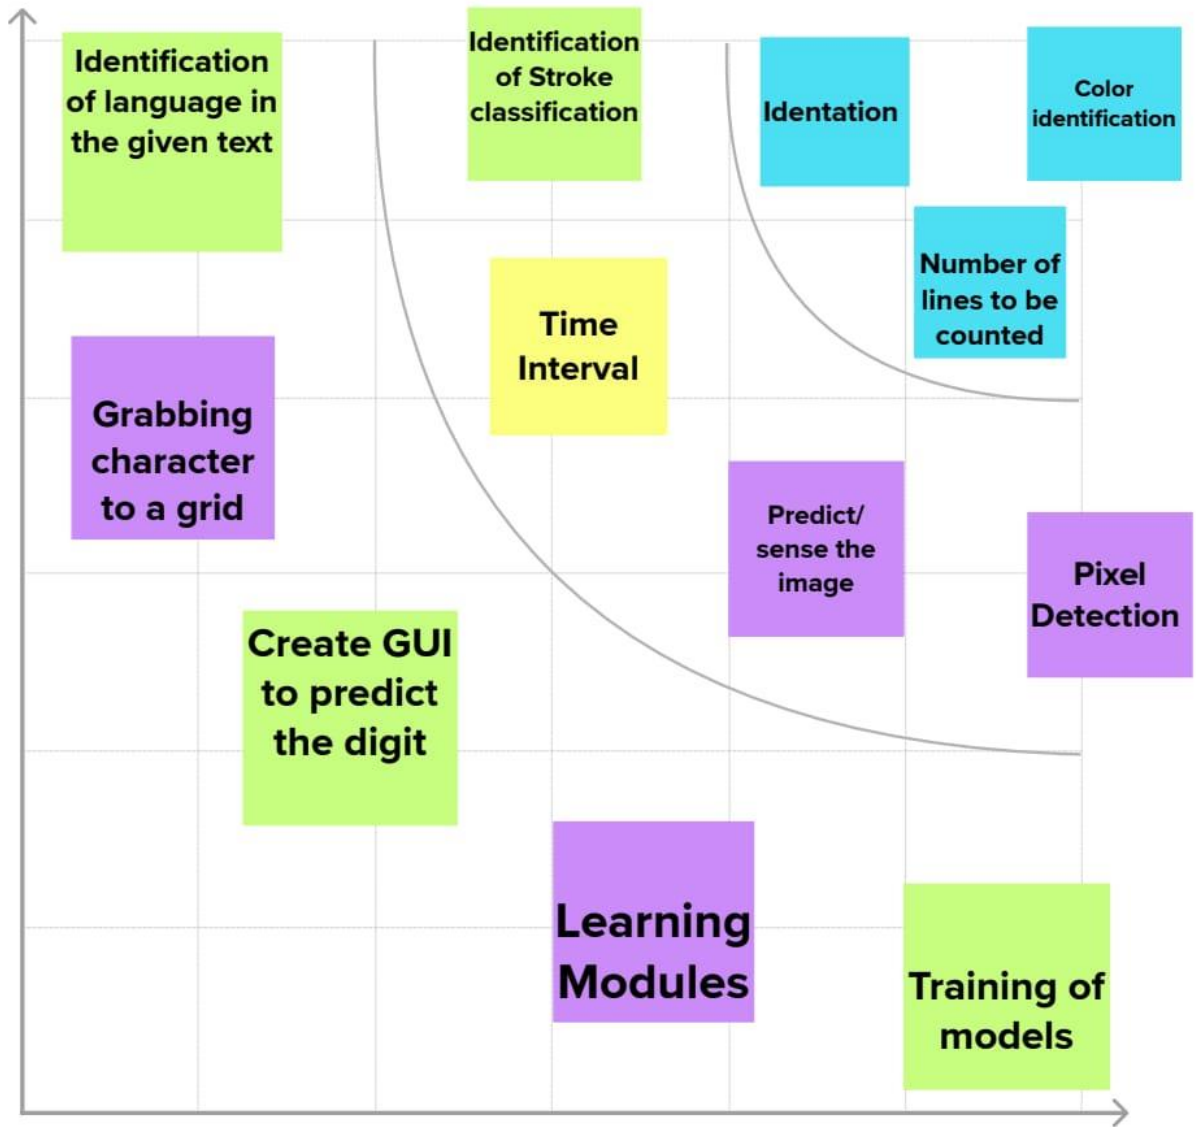 Identification
of language in
the given text
Identification
of Stroke
classification
Identation
Color
identification
Number of
lines to be
counted
Time
Interval
Grabbing
character
to a grid
Predict/
sense the
image
Pixel
Detection
Create GUI
to predict
the digit
Learning
Modules
Training of
models